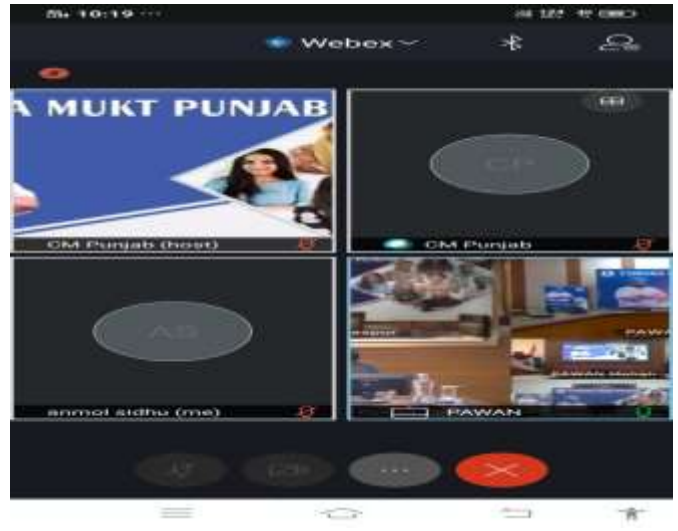 10:19
Webex
A MUKT PUNJAB
CP
CM Punjab (host)
CM Punjab
AS
anmol sidhu (me)
PAWAN